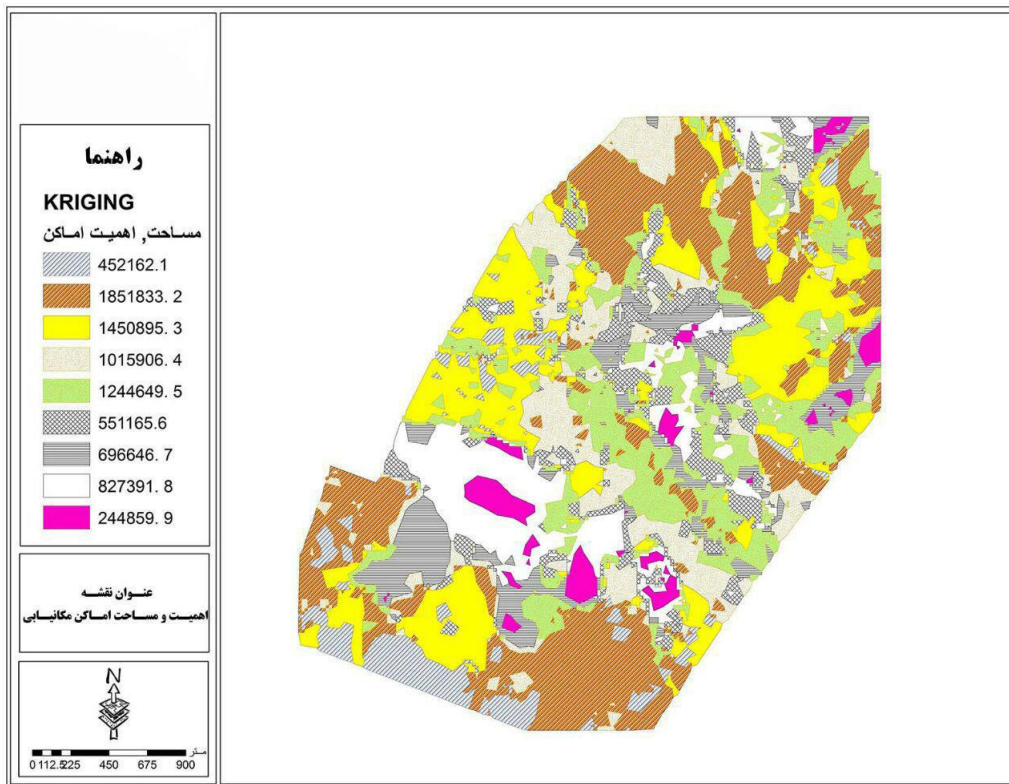 راهنما
KRIGING
مساحت, اهمیت اماکن
452162.1
1851833. 2
1450895. 3
1015906. 4
1244649. 5
551165.6
696646. 7
827391. 8
244859. 9
عنوان نقشه
اهمیت و مساحت اماکن مکانیابی
N
متر
0 112.5 225 450 675 900